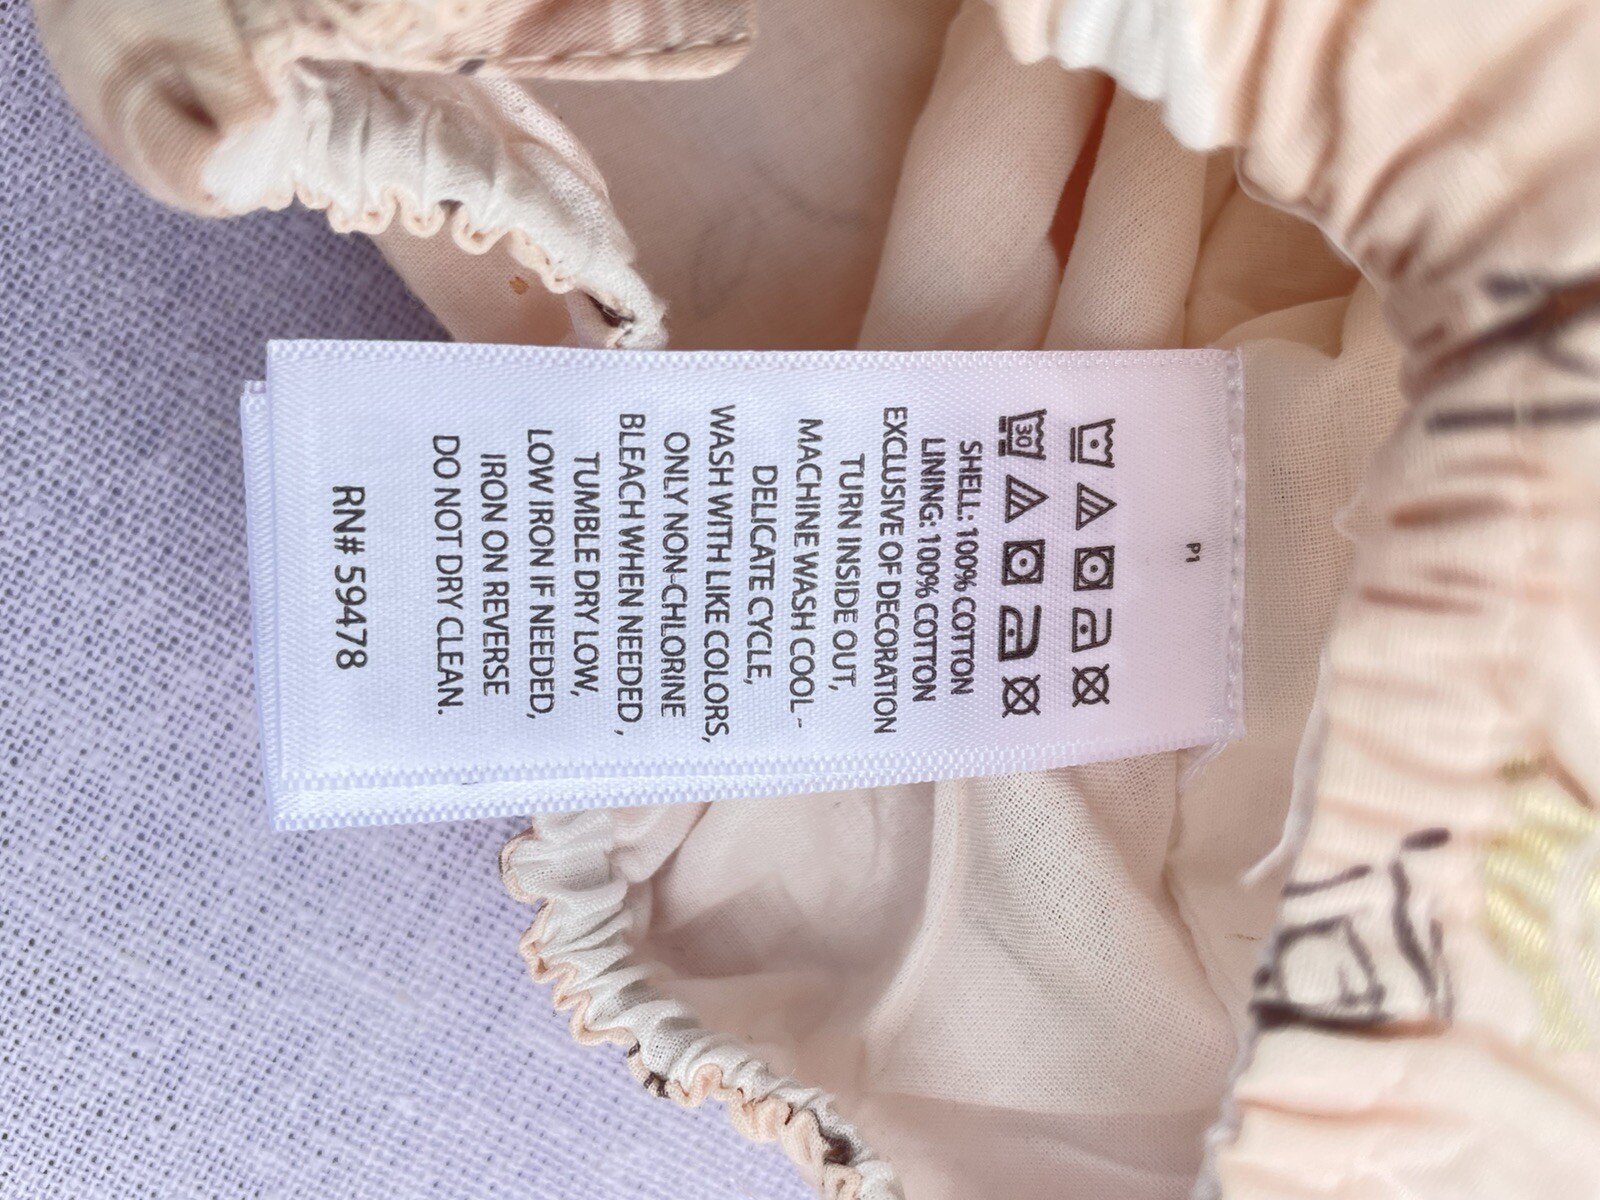 P1
30
SHELL: 100% COTTON
LINING: 100% COTTON
EXCLUSIVE OF DECORATION
TURN INSIDE OUT,
MACHINE WASH COOL -
DELICATE CYCLE,
WASH WITH LIKE COLORS,
ONLY NON-CHLORINE
BLEACH WHEN NEEDED,
TUMBLE DRY LOW,
LOW IRON IF NEEDED,
IRON ON REVERSE
DO NOT DRY CLEAN.
RN# 59478